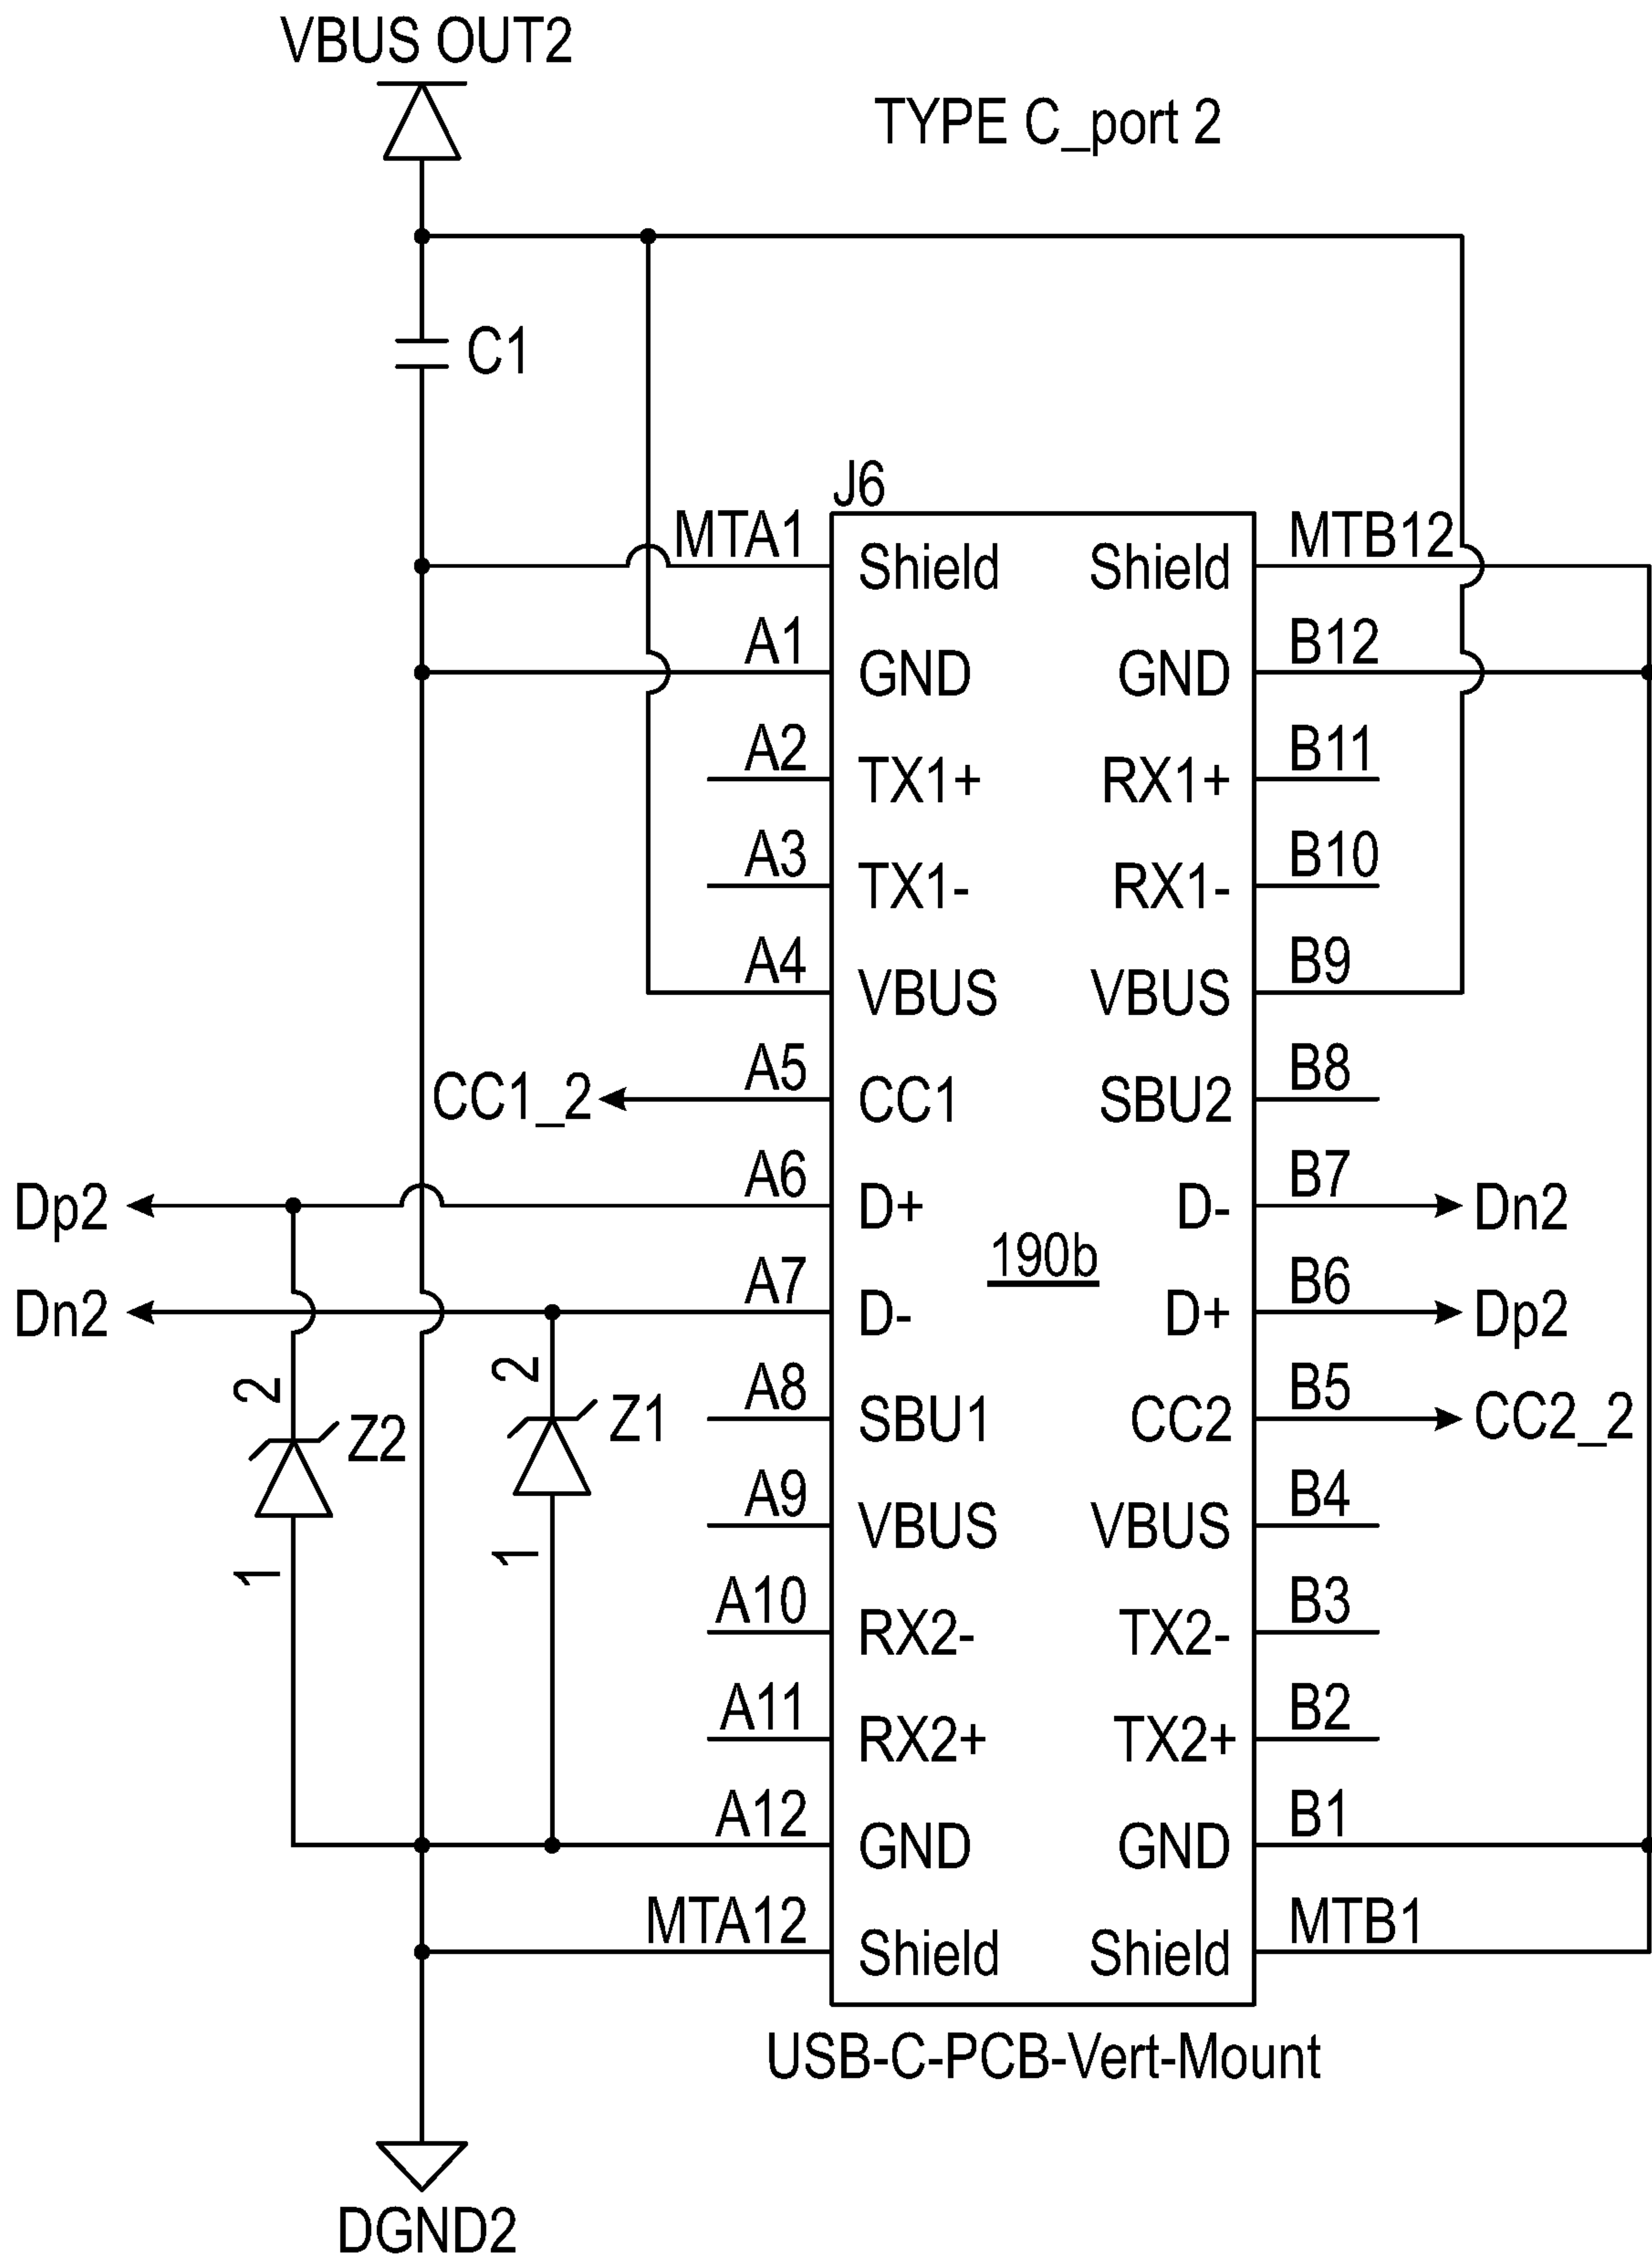 VBUS OUT2
TYPE C_port 2
C1
J6
MTA1 Shield Shield MTB12
A1 GND GND B12
A2 TX1+ RX1+ B11
A3 TX1- RX1- B10
A4 VBUS VBUS B9
CC1_2 A5 CC1 SBU2 B8
Dp2 A6 D+ D- B7 Dn2
190b
Dn2 A7 D- D+ B6 Dp2
2 Z2 2 Z1 A8 SBU1 CC2 B5 CC2_2
1 1 A9 VBUS VBUS B4
A10 RX2- TX2- B3
A11 RX2+ TX2+ B2
A12 GND GND B1
MTA12 Shield Shield MTB1
USB-C-PCB-Vert-Mount
DGND2